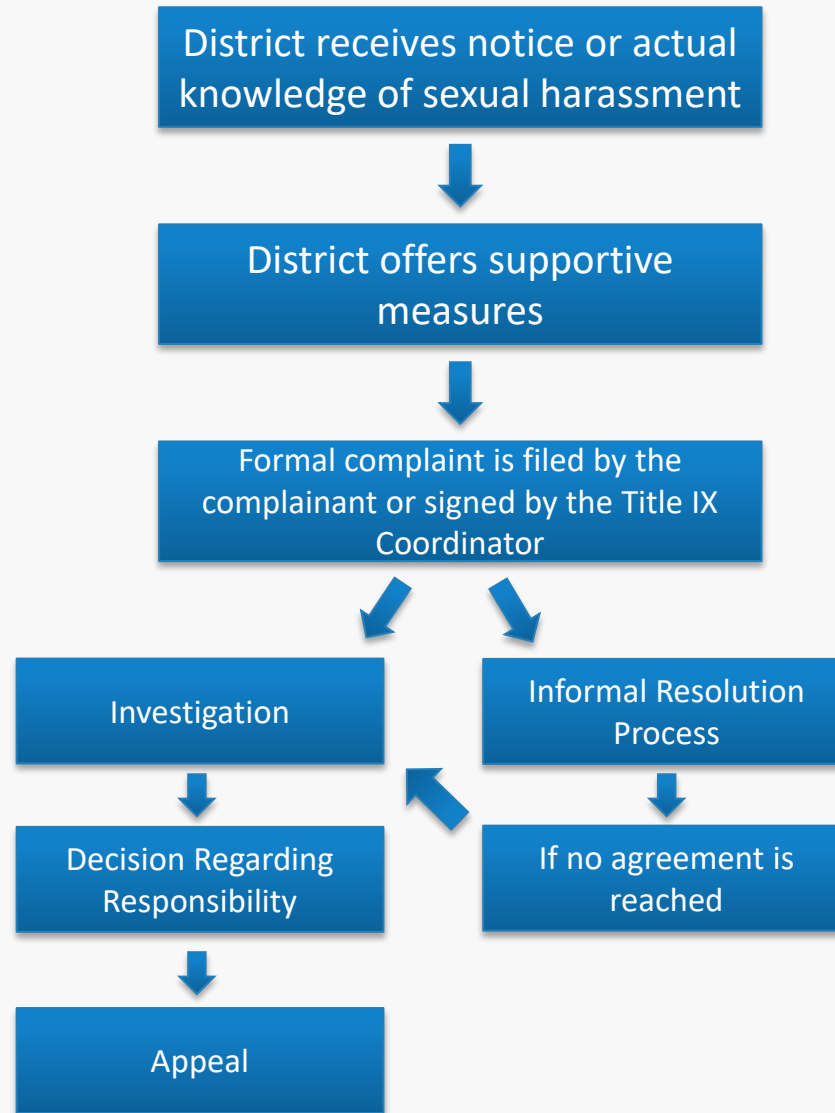 District receives notice or actual
knowledge of sexual harassment
District offers supportive
measures
Formal complaint is filed by the
complainant or signed by the Title IX
Coordinator
Investigation
Informal Resolution
Process
Decision Regarding
Responsibility
If no agreement is
reached
Appeal